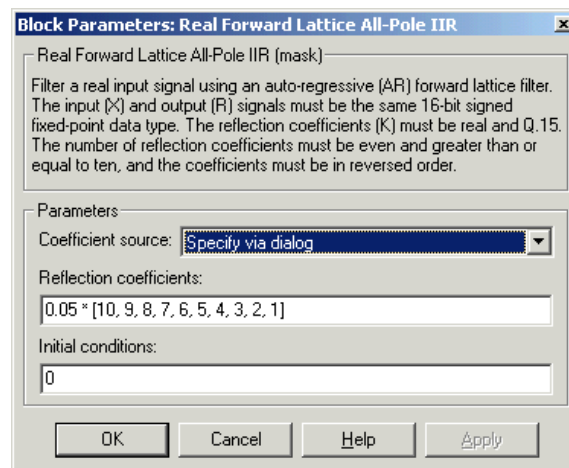 Block Parameters: Real Forward Lattice All-Pole IIR
Real Forward Lattice All-Pole IIR (mask)
Filter a real input signal using an auto-regressive (AR) forward lattice filter.
The input (X) and output (R) signals must be the same 16-bit signed
fixed-point data type. The reflection coefficients (K) must be real and Q.15.
The number of reflection coefficients must be even and greater than or
equal to ten, and the coefficients must be in reversed order.
Parameters
Coefficient source: Specify via dialog
Reflection coefficients:
0.05 * [10, 9, 8, 7, 6, 5, 4, 3, 2, 1]
Initial conditions:
0
OK Cancel Help Apply